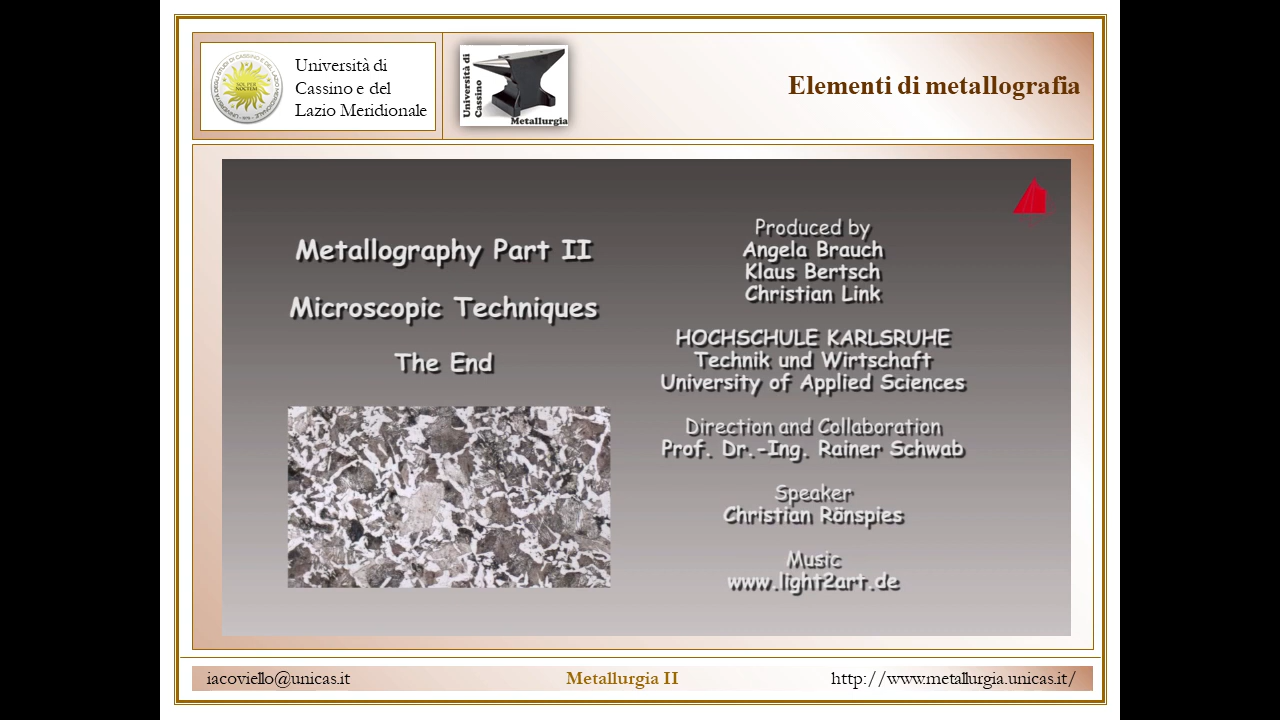 Università di
Cassino e del
Lazio Meridionale
Università di
Cassino
Metallurgia
Elementi di metallografia
Metallography Part II
Microscopic Techniques
The End
Produced by
Angela Brauch
Klaus Bertsch
Christian Link
HOCHSCHULE KARLSRUHE
Technik und Wirtschaft
University of Applied Sciences
Direction and Collaboration
Prof. Dr.-Ing. Rainer Schwab
Speaker
Christian Rönspies
Music
www.light2art.de
iacoviello@unicas.it
Metallurgia II
http://www.metallurgia.unicas.it/